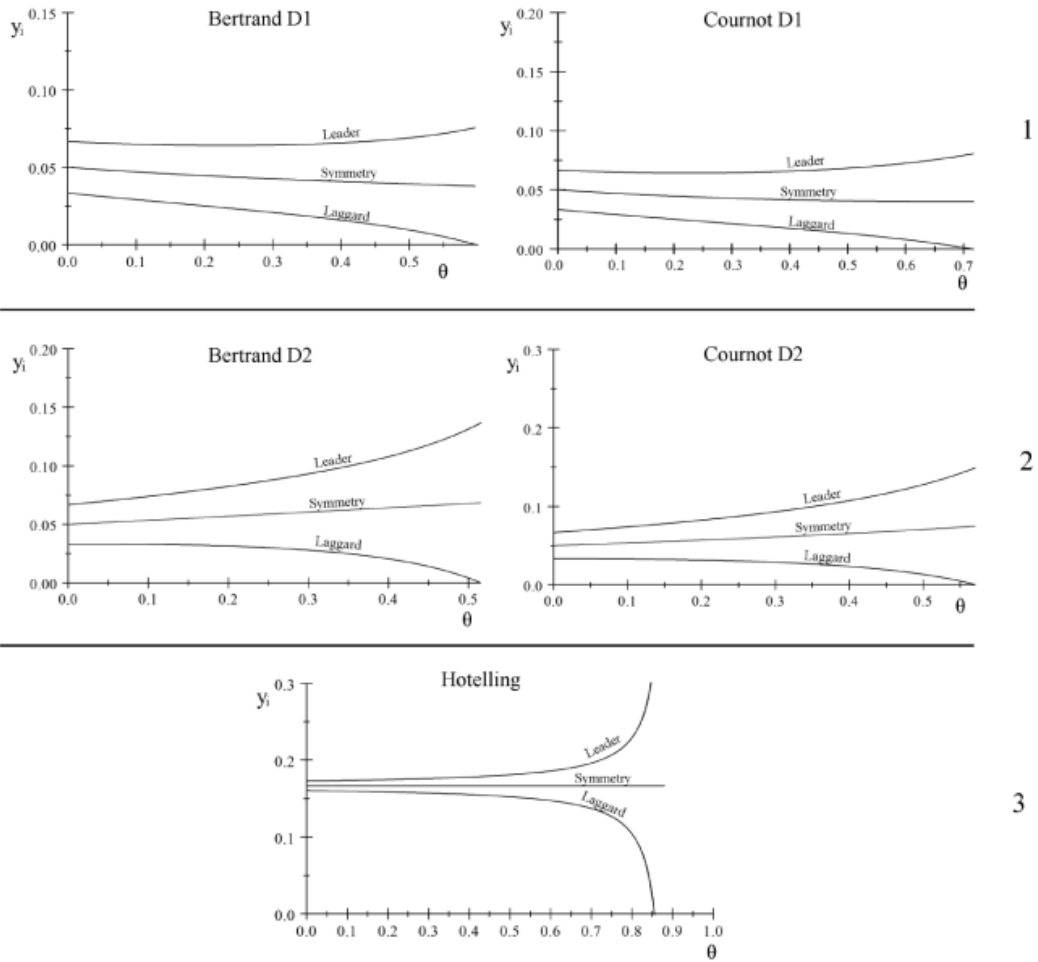 Bertrand D1
yᵢ
0.15
0.10
0.05
0.00
Leader
Symmetry
Laggard
0.0 0.1 0.2 0.3 0.4 0.5
θ
Cournot D1
yᵢ
0.20
0.15
0.10
0.05
0.00
Leader
Symmetry
Laggard
0.0 0.1 0.2 0.3 0.4 0.5 0.6 0.7
θ
1
Bertrand D2
yᵢ
0.20
0.15
0.10
0.05
0.00
Leader
Symmetry
Laggard
0.0 0.1 0.2 0.3 0.4 0.5
θ
Cournot D2
yᵢ
0.3
0.2
0.1
0.0
Leader
Symmetry
Laggard
0.0 0.1 0.2 0.3 0.4 0.5
θ
2
Hotelling
yᵢ
0.3
0.2
0.1
0.0
Leader
Symmetry
Laggard
0.0 0.1 0.2 0.3 0.4 0.5 0.6 0.7 0.8 0.9 1.0
θ
3